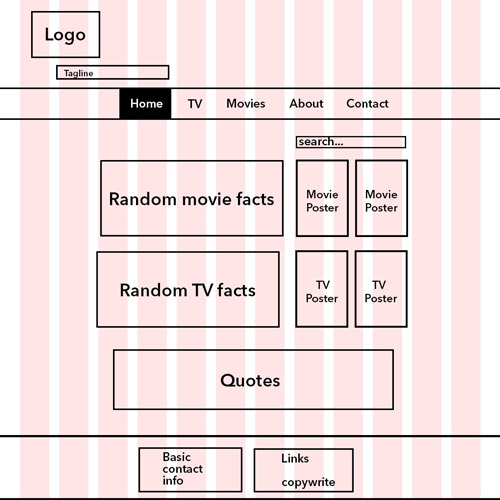 Logo
Tagline
Home TV Movies About Contact
search...
Random movie facts
Movie
Poster
Movie
Poster
Random TV facts
TV
Poster
TV
Poster
Quotes
Basic
contact
info
Links
copywrite